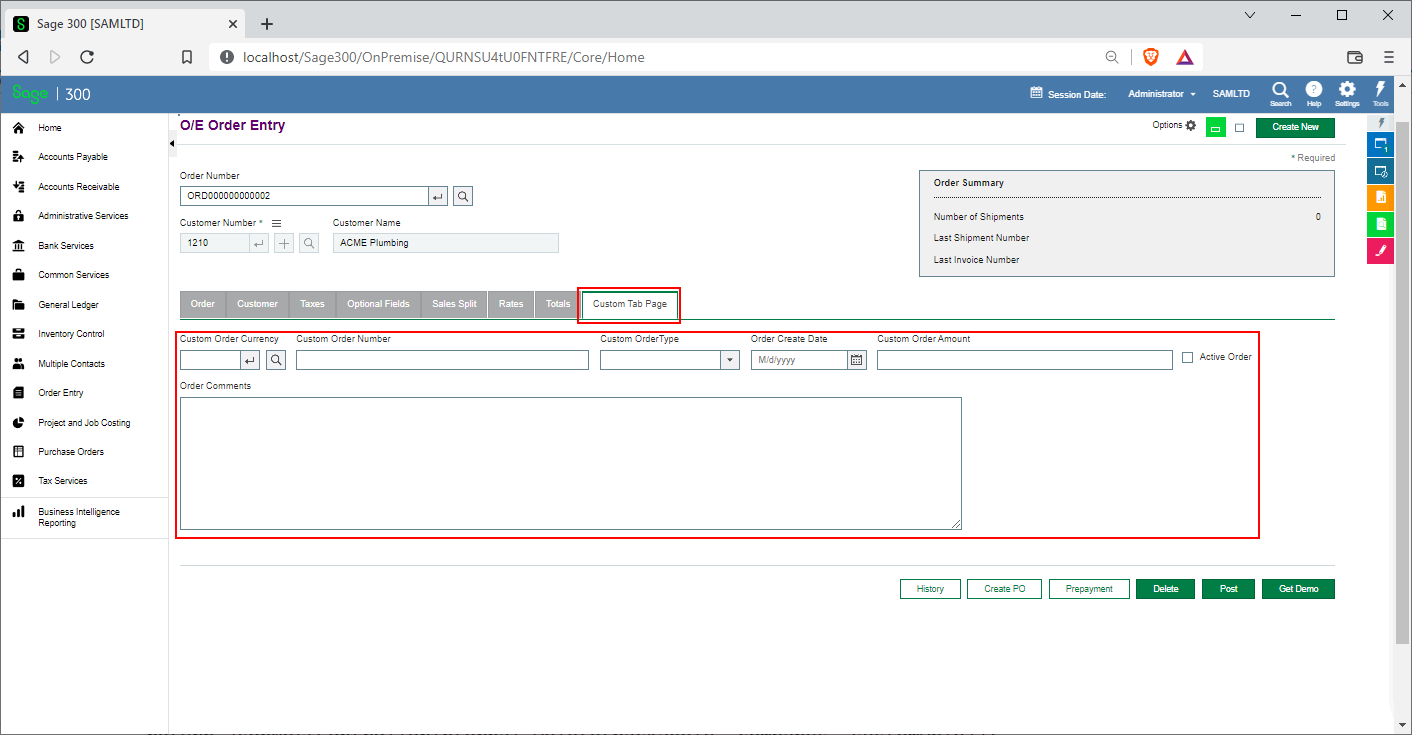 S Sage 300 [SAMLTD]
localhost/Sage300/OnPremise/QURNSU4tU0FNTFRE/Core/Home
Sage 300 Session Date: Administrator SAMLTD Search ? Help Settings Tools
Home
Accounts Payable
Accounts Receivable
Administrative Services
Bank Services
Common Services
General Ledger
Inventory Control
Multiple Contacts
Order Entry
Project and Job Costing
Purchase Orders
Tax Services
Business Intelligence
Reporting
O/E Order Entry
Options Create New
* Required
Order Number
ORD000000000002
Customer Number * Customer Name
1210 ACME Plumbing
Order Summary
Number of Shipments 0
Last Shipment Number
Last Invoice Number
1
Order Customer Taxes Optional Fields Sales Split Rates Totals Custom Tab Page
Custom Order Currency Custom Order Number Custom OrderType Order Create Date Custom Order Amount
M/d/yyyy Active Order
Order Comments
History Create PO Prepayment Delete Post Get Demo